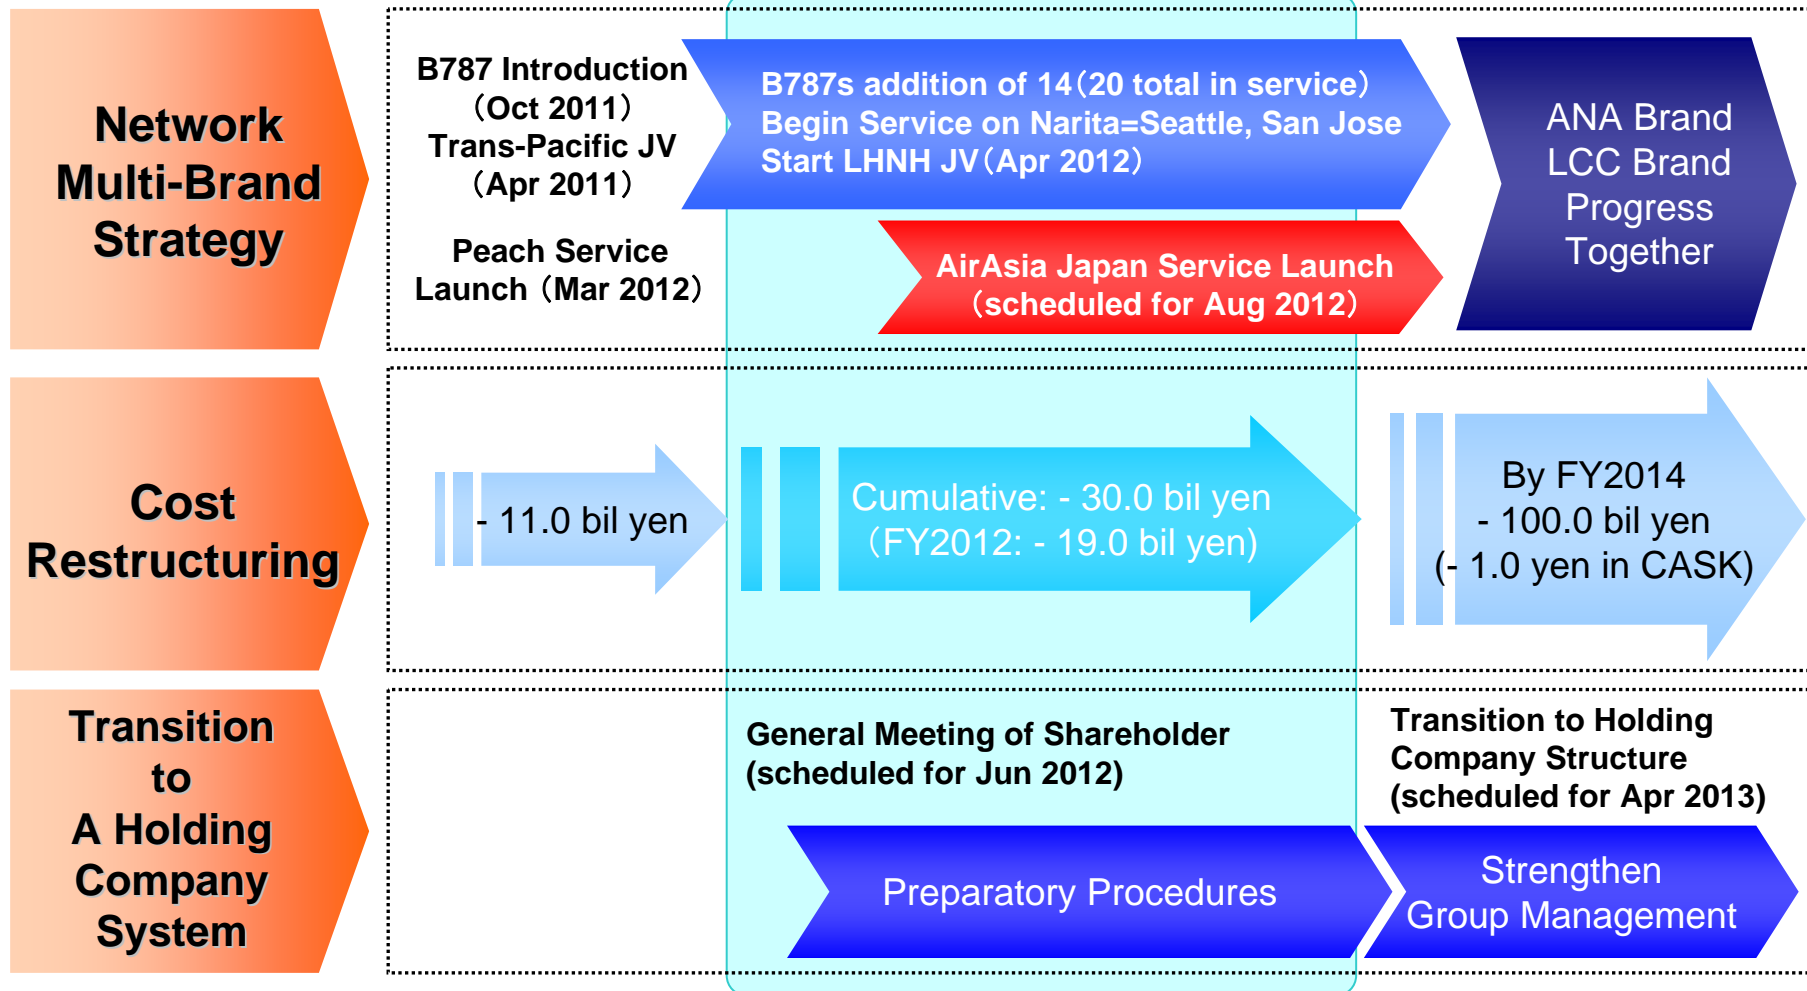 Network
Multi-Brand
Strategy
B787 Introduction
（Oct 2011）
Trans-Pacific JV
（Apr 2011）
Peach Service
Launch（Mar 2012）
B787s addition of 14（20 total in service）
Begin Service on Narita=Seattle, San Jose
Start LHNH JV（Apr 2012）
AirAsia Japan Service Launch
（scheduled for Aug 2012）
ANA Brand
LCC Brand
Progress
Together
Cost
Restructuring
- 11.0 bil yen
Cumulative: - 30.0 bil yen
（FY2012: - 19.0 bil yen)
By FY2014
- 100.0 bil yen
(- 1.0 yen in CASK)
Transition
to
A Holding
Company
System
General Meeting of Shareholder
(scheduled for Jun 2012)
Preparatory Procedures
Transition to Holding
Company Structure
(scheduled for Apr 2013)
Strengthen
Group Management